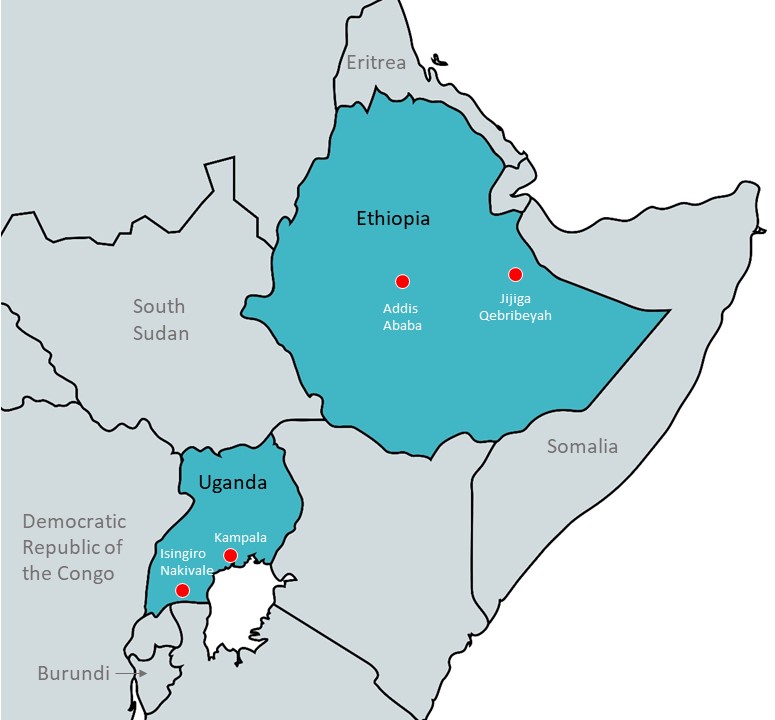 Eritrea
Ethiopia
Addis
Ababa
Jijiga
Qebribeyah
South
Sudan
Somalia
Uganda
Kampala
Isingiro
Nakivale
Democratic
Republic of
the Congo
Burundi